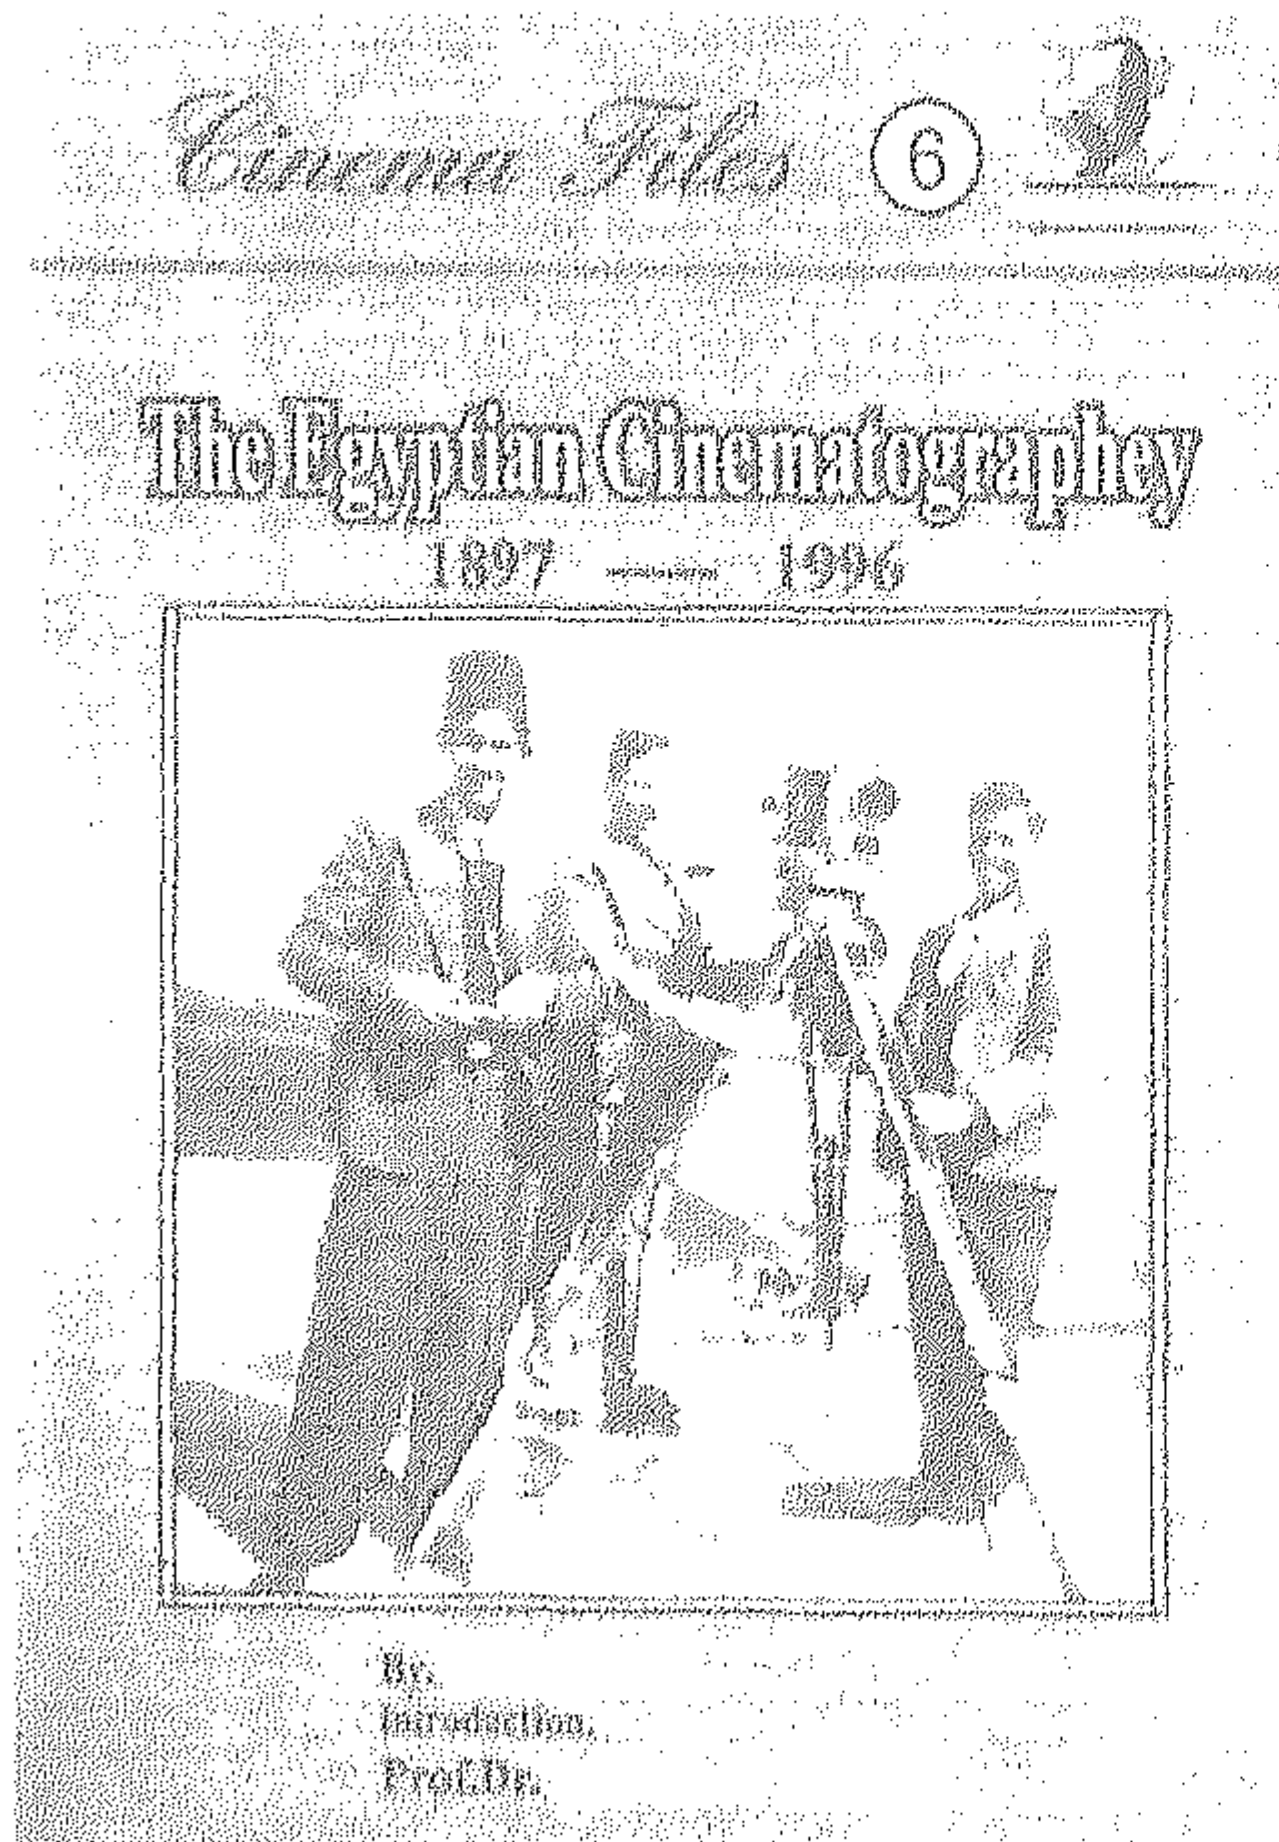 Cinema Files 6
The Egyptian Cinematographey
1897 — 1996
By.
Introduction.
Prof.Dr.